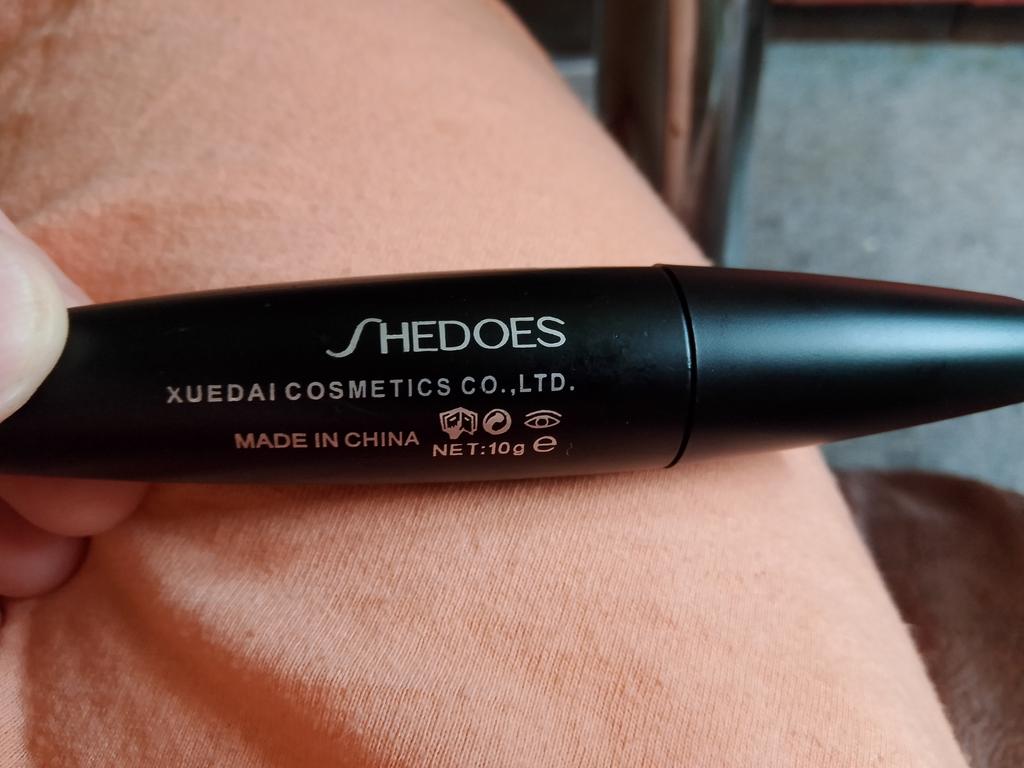 SHEDOES
XUEDAI COSMETICS CO.,LTD.
MADE IN CHINA
NET:10g e